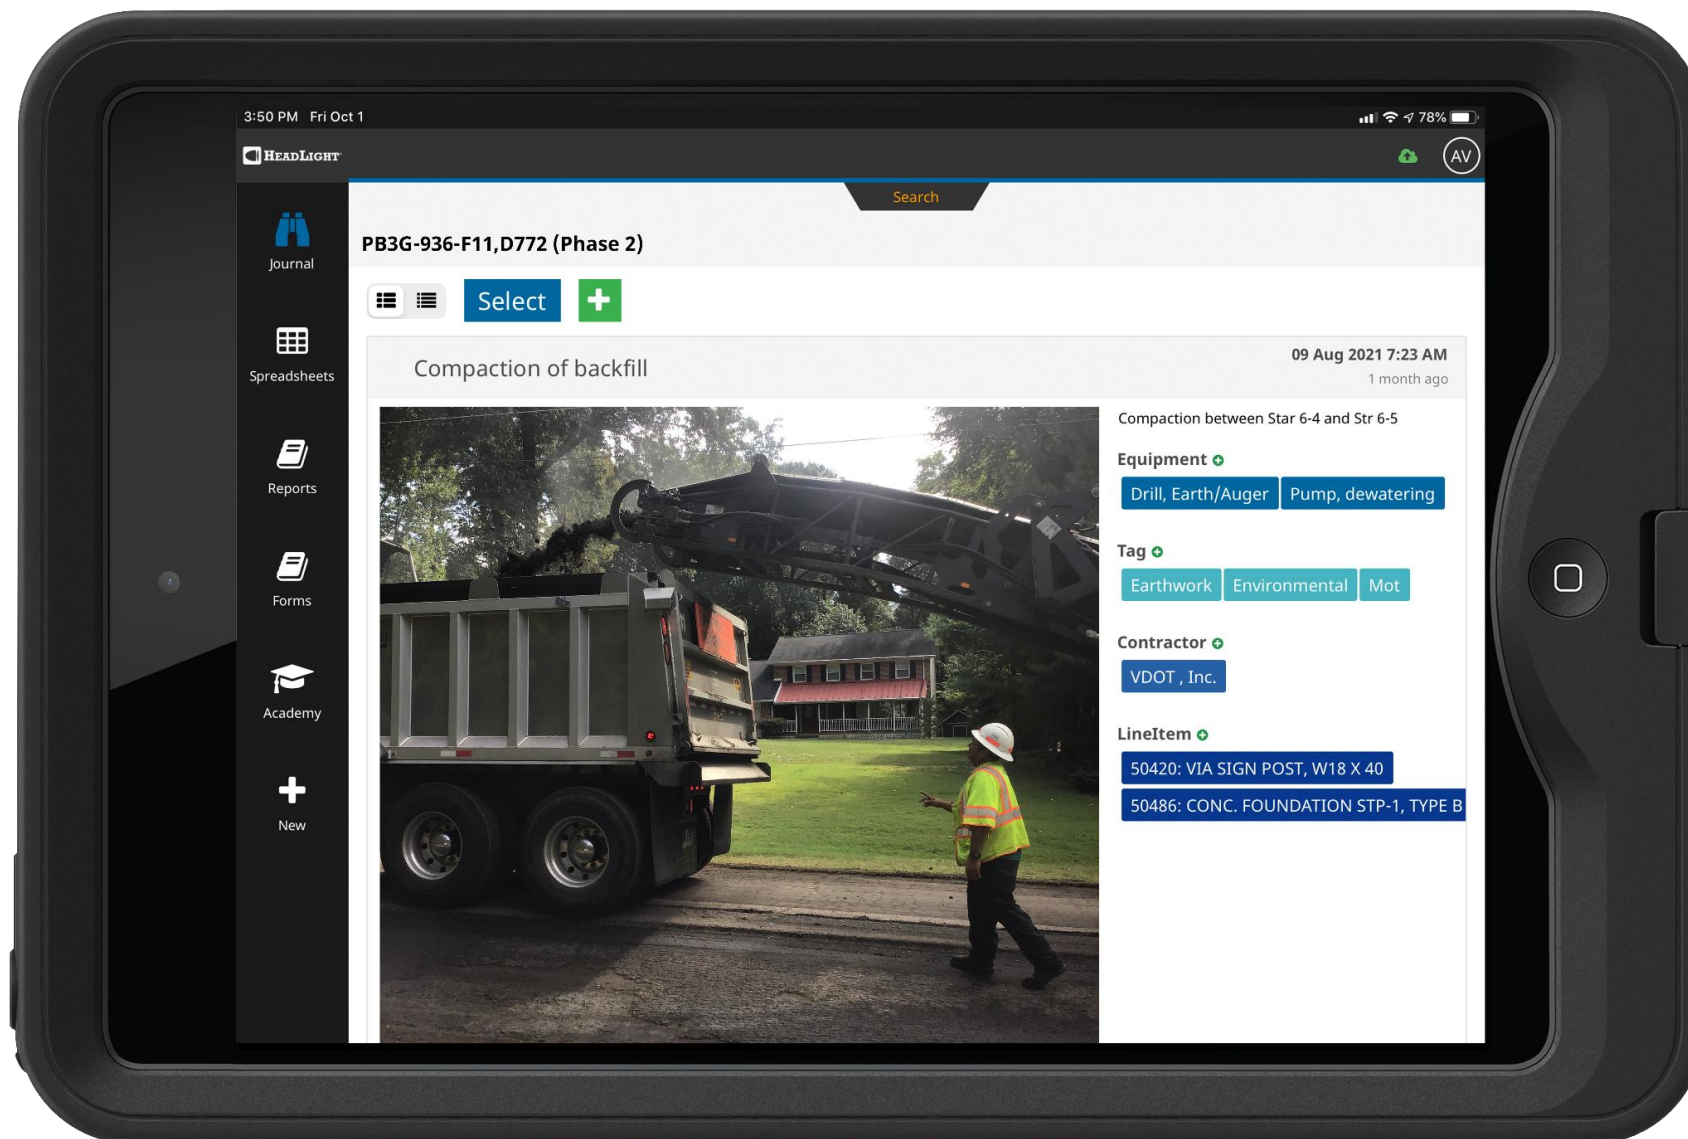 3:50 PM Fri Oct 1
78%
HEADLIGHT
AV
Search
Journal
PB3G-936-F11,D772 (Phase 2)
Select
Spreadsheets
Reports
Forms
Academy
New
Compaction of backfill
09 Aug 2021 7:23 AM
1 month ago
Compaction between Star 6-4 and Str 6-5
Equipment
Drill, Earth/Auger Pump, dewatering
Tag
Earthwork Environmental Mot
Contractor
VDOT , Inc.
LineItem
50420: VIA SIGN POST, W18 X 40
50486: CONC. FOUNDATION STP-1, TYPE B